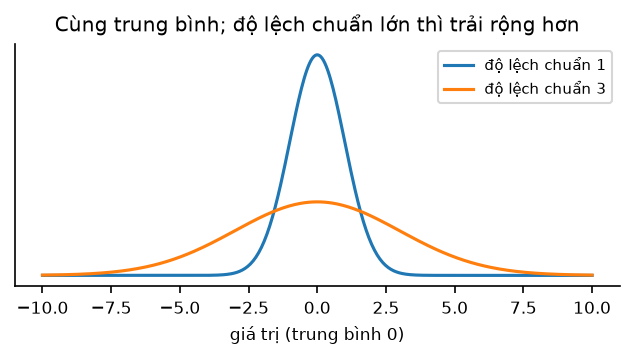 Cùng trung bình; độ lệch chuẩn lớn thì trải rộng hơn
độ lệch chuẩn 1
độ lệch chuẩn 3
−10.0 −7.5 −5.0 −2.5 0.0 2.5 5.0 7.5 10.0
giá trị (trung bình 0)